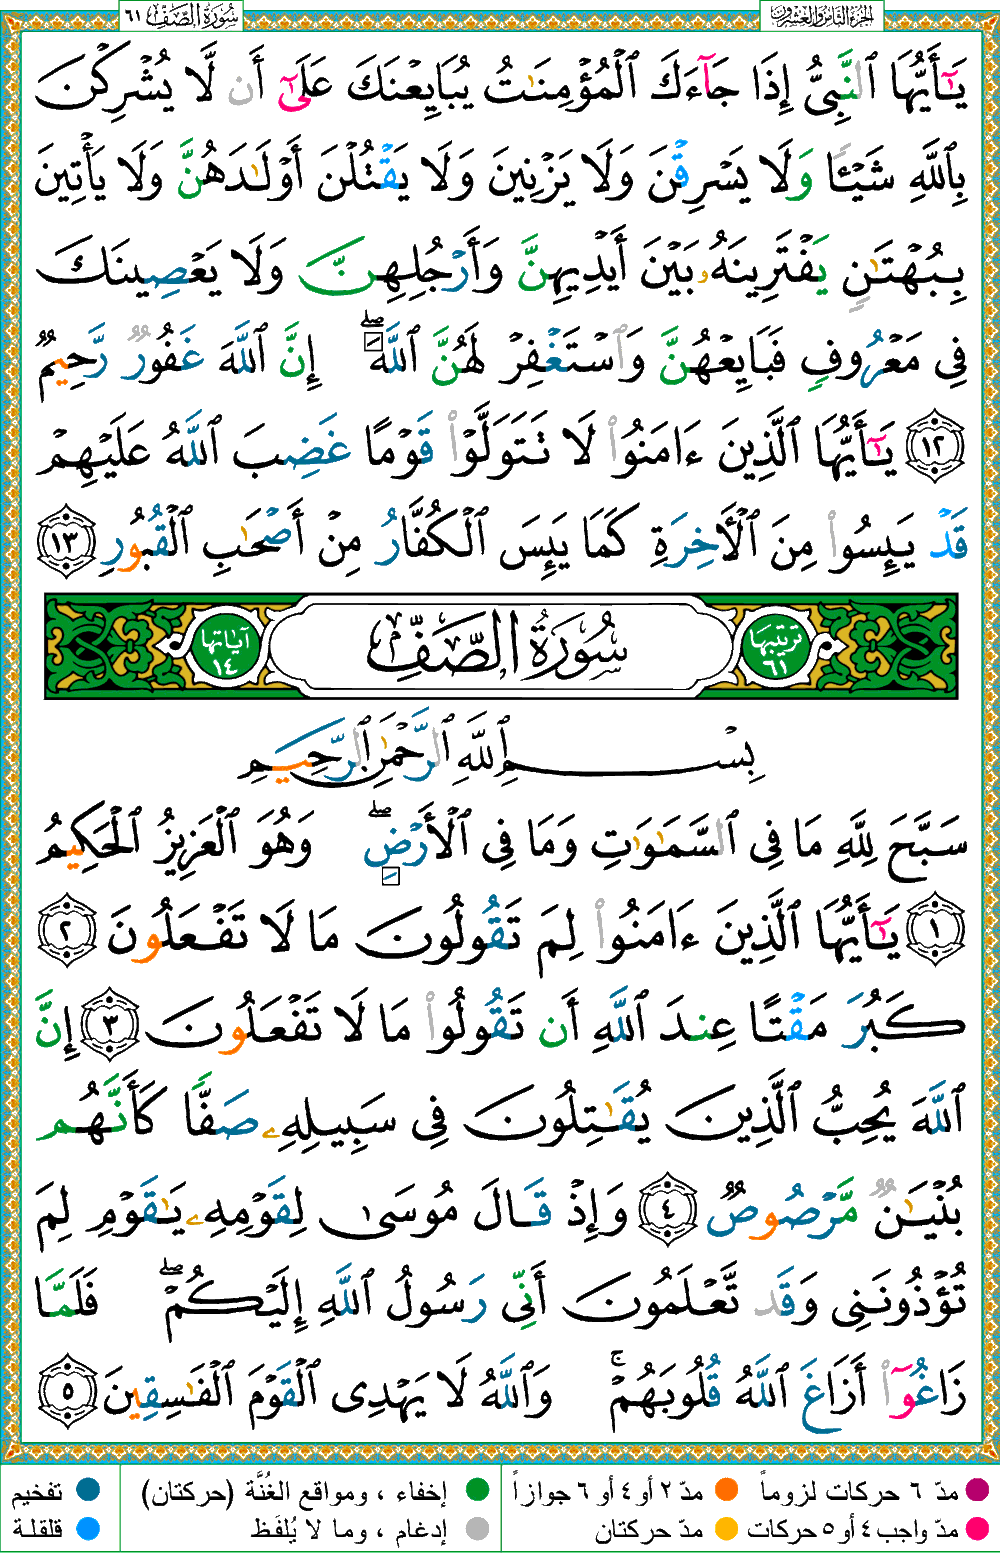 الجزء الثامن والعشرون
سُورَةُ الصَّفِّ ٦١
يَـٰٓأَيُّهَا ٱلنَّبِىُّ إِذَا جَآءَكَ ٱلْمُؤْمِنَـٰتُ يُبَايِعْنَكَ عَلَىٰٓ أَن لَّا يُشْرِكْنَ
بِٱللَّهِ شَيْـًٔا وَلَا يَسْرِقْنَ وَلَا يَزْنِينَ وَلَا يَقْتُلْنَ أَوْلَـٰدَهُنَّ وَلَا يَأْتِينَ
بِبُهْتَـٰنٍ يَفْتَرِينَهُۥ بَيْنَ أَيْدِيهِنَّ وَأَرْجُلِهِنَّ وَلَا يَعْصِينَكَ
فِى مَعْرُوفٍ فَبَايِعْهُنَّ وَٱسْتَغْفِرْ لَهُنَّ ٱللَّهَ ۖ إِنَّ ٱللَّهَ غَفُورٌ رَّحِيمٌ
١٢ يَـٰٓأَيُّهَا ٱلَّذِينَ ءَامَنُوا۟ لَا تَتَوَلَّوْا۟ قَوْمًا غَضِبَ ٱللَّهُ عَلَيْهِمْ
قَدْ يَئِسُوا۟ مِنَ ٱلْـَٔاخِرَةِ كَمَا يَئِسَ ٱلْكُفَّارُ مِنْ أَصْحَـٰبِ ٱلْقُبُورِ ١٣
ترتيبها ٦١ سُورَةُ الصَّفِّ آياتها ١٤
بِسْمِ ٱللَّهِ ٱلرَّحْمَـٰنِ ٱلرَّحِيمِ
سَبَّحَ لِلَّهِ مَا فِى ٱلسَّمَـٰوَٰتِ وَمَا فِى ٱلْأَرْضِ ۖ وَهُوَ ٱلْعَزِيزُ ٱلْحَكِيمُ
١ يَـٰٓأَيُّهَا ٱلَّذِينَ ءَامَنُوا۟ لِمَ تَقُولُونَ مَا لَا تَفْعَلُونَ ٢
كَبُرَ مَقْتًا عِندَ ٱللَّهِ أَن تَقُولُوا۟ مَا لَا تَفْعَلُونَ ٣ إِنَّ
ٱللَّهَ يُحِبُّ ٱلَّذِينَ يُقَـٰتِلُونَ فِى سَبِيلِهِۦ صَفًّا كَأَنَّهُم
بُنْيَـٰنٌ مَّرْصُوصٌ ٤ وَإِذْ قَالَ مُوسَىٰ لِقَوْمِهِۦ يَـٰقَوْمِ لِمَ
تُؤْذُونَنِى وَقَد تَّعْلَمُونَ أَنِّى رَسُولُ ٱللَّهِ إِلَيْكُمْ ۖ فَلَمَّا
زَاغُوٓا۟ أَزَاغَ ٱللَّهُ قُلُوبَهُمْ ۚ وَٱللَّهُ لَا يَهْدِى ٱلْقَوْمَ ٱلْفَـٰسِقِينَ ٥
مدّ ٦ حركات لزوماً مدّ ٢ أو ٤ أو ٦ جوازاً إخفاء ، ومواقع الغُنَّة (حركتان) تفخيم
مدّ واجب ٤ أو ٥ حركات مدّ حركتان إدغام ، وما لا يُلفَظ قلقلة